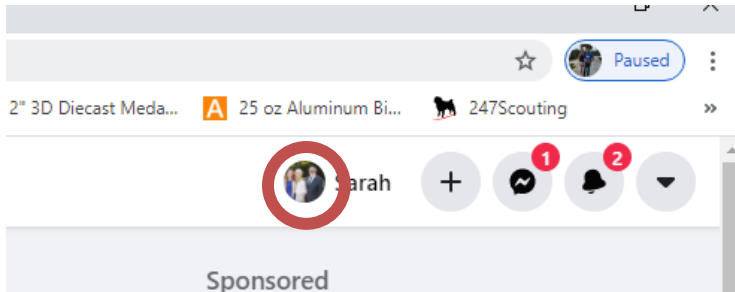 Paused
2" 3D Diecast Meda... A 25 oz Aluminum Bi... 247Scouting »
Sarah + 1 2
Sponsored